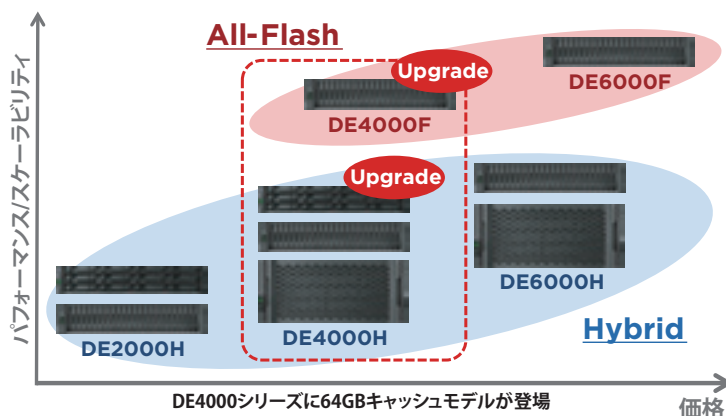 All-Flash
Upgrade
DE6000F
DE4000F
Upgrade
DE6000H
DE2000H
DE4000H
Hybrid
パフォーマンス/スケーラビリティ
DE4000シリーズに64GBキャッシュモデルが登場
価格